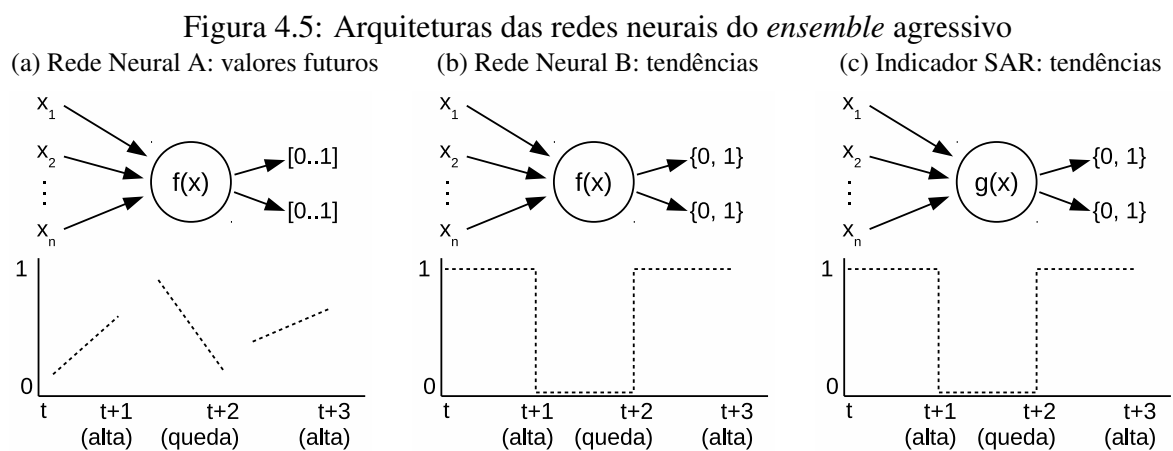 Figura 4.5: Arquiteturas das redes neurais do ensemble agressivo
(a) Rede Neural A: valores futuros
x1
x2
⋮
xn
f(x)
[0..1]
[0..1]
1
0
t t+1 t+2 t+3
(alta) (queda) (alta)
(b) Rede Neural B: tendências
x1
x2
⋮
xn
f(x)
{0, 1}
{0, 1}
1
0
t t+1 t+2 t+3
(alta) (queda) (alta)
(c) Indicador SAR: tendências
x1
x2
⋮
xn
g(x)
{0, 1}
{0, 1}
1
0
t t+1 t+2 t+3
(alta) (queda) (alta)